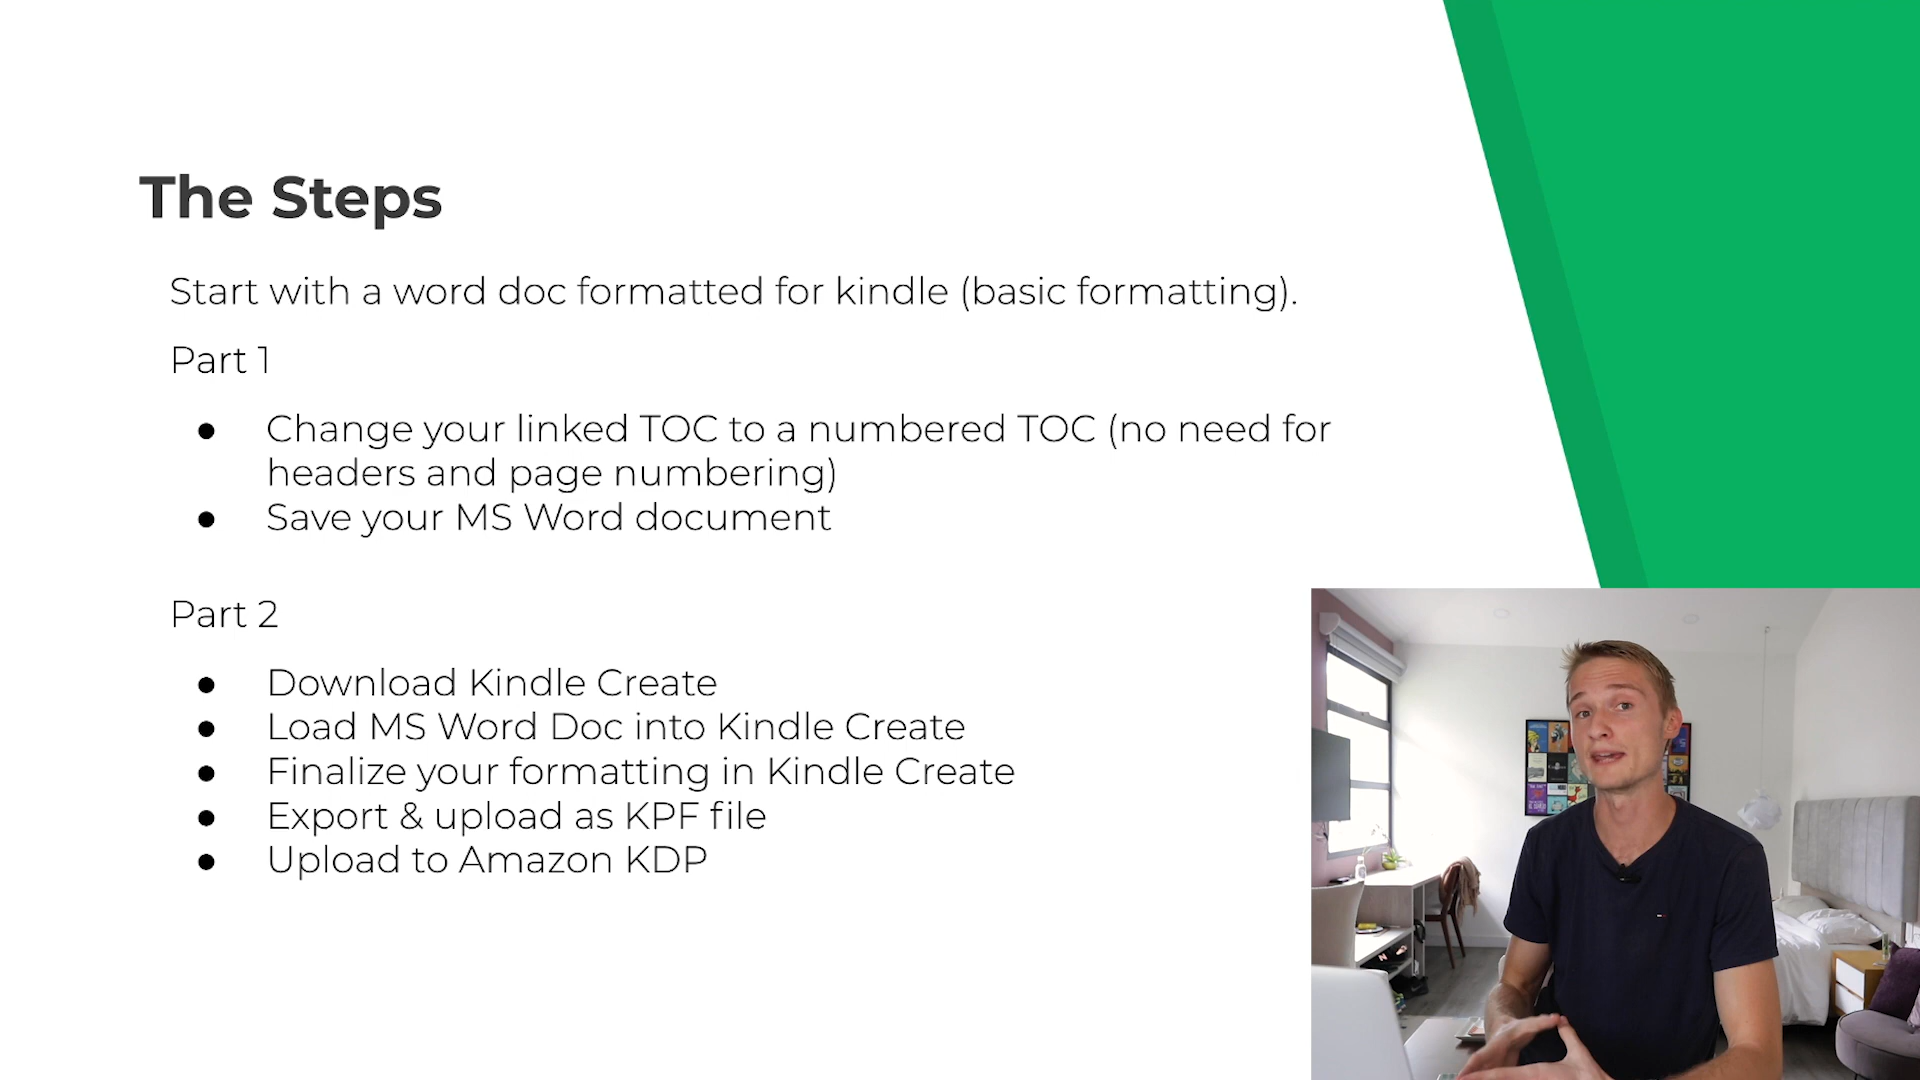 The Steps
Start with a word doc formatted for kindle (basic formatting).
Part 1
● Change your linked TOC to a numbered TOC (no need for
headers and page numbering)
● Save your MS Word document
Part 2
● Download Kindle Create
● Load MS Word Doc into Kindle Create
● Finalize your formatting in Kindle Create
● Export & upload as KPF file
● Upload to Amazon KDP